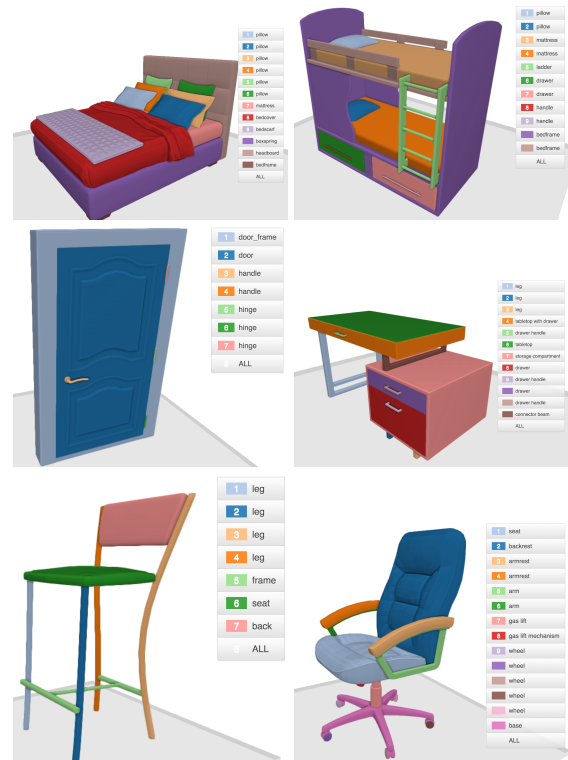 1 pillow
2 pillow
3 pillow
4 pillow
5 pillow
6 pillow
7 mattress
8 bedcover
9 bedscarf
boxspring
headboard
bedframe
ALL
1 pillow
2 pillow
3 mattress
4 mattress
5 ladder
6 drawer
7 drawer
8 handle
9 handle
bedframe
bedframe
ALL
1 door_frame
2 door
3 handle
4 handle
5 hinge
6 hinge
7 hinge
ALL
1 leg
2 leg
3 leg
4 tabletop with drawer
5 drawer handle
6 tabletop
7 storage compartment
8 drawer
9 drawer handle
drawer
drawer handle
connector beam
ALL
1 leg
2 leg
3 leg
4 leg
5 frame
6 seat
7 back
ALL
1 seat
2 backrest
3 armrest
4 armrest
5 arm
6 arm
7 gas lift
8 gas lift mechanism
9 wheel
wheel
wheel
wheel
wheel
base
ALL